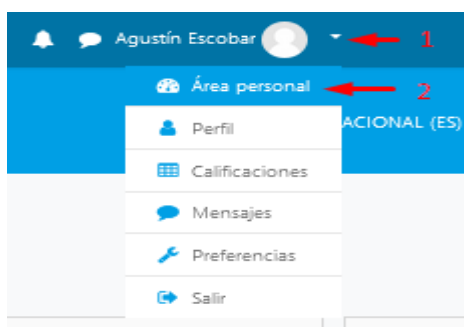 Agustín Escobar 1
Área personal 2
Perfil
ACIONAL (ES)
Calificaciones
Mensajes
Preferencias
Salir